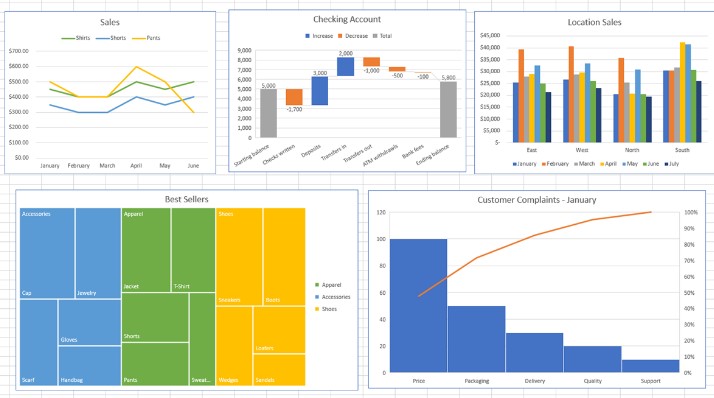 Sales
Shirts Shorts Pants
$700.00
$600.00
$500.00
$400.00
$300.00
$200.00
$100.00
$0.00
January February March April May June
Checking Account
Increase Decrease Total
9,000
8,000
7,000
6,000
5,000
4,000
3,000
2,000
1,000
0
5,000
-1,700
3,000
2,000
-1,000
-500
-100
5,800
Starting balance
Checks written
Deposits
Transfers in
Transfers out
ATM withdrawls
Bank fees
Ending balance
Location Sales
$45,000
$40,000
$35,000
$30,000
$25,000
$20,000
$15,000
$10,000
$5,000
$-
East West North South
January February March April May June July
Best Sellers
Accessories
Cap
Jewelry
Scarf
Gloves
Handbag
Apparel
Jacket
T-Shirt
Shorts
Pants
Sweat...
Shoes
Sneakers
Boots
Wedges
Loafers
Sandals
Apparel
Accessories
Shoes
Customer Complaints - January
120
100
80
60
40
20
0
100%
90%
80%
70%
60%
50%
40%
30%
20%
10%
0%
Price Packaging Delivery Quality Support